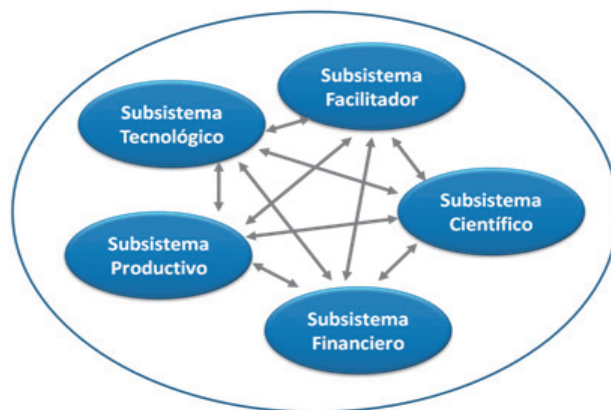 Subsistema
Facilitador
Subsistema
Tecnológico
Subsistema
Científico
Subsistema
Productivo
Subsistema
Financiero